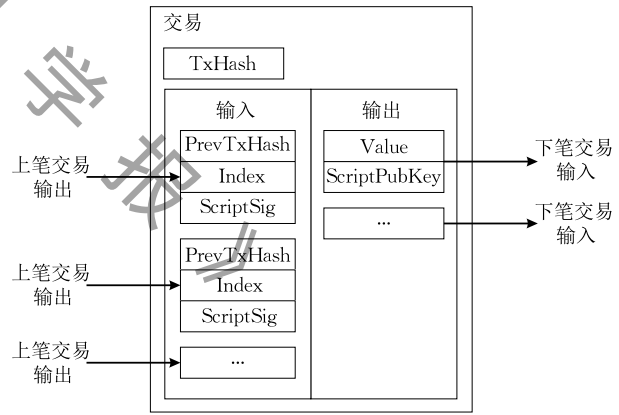 交易
TxHash
输入
输出
PrevTxHash
Index
ScriptSig
Value
ScriptPubKey
上笔交易
输出
下笔交易
输入
...
下笔交易
输入
PrevTxHash
Index
ScriptSig
上笔交易
输出
...
上笔交易
输出
学报》